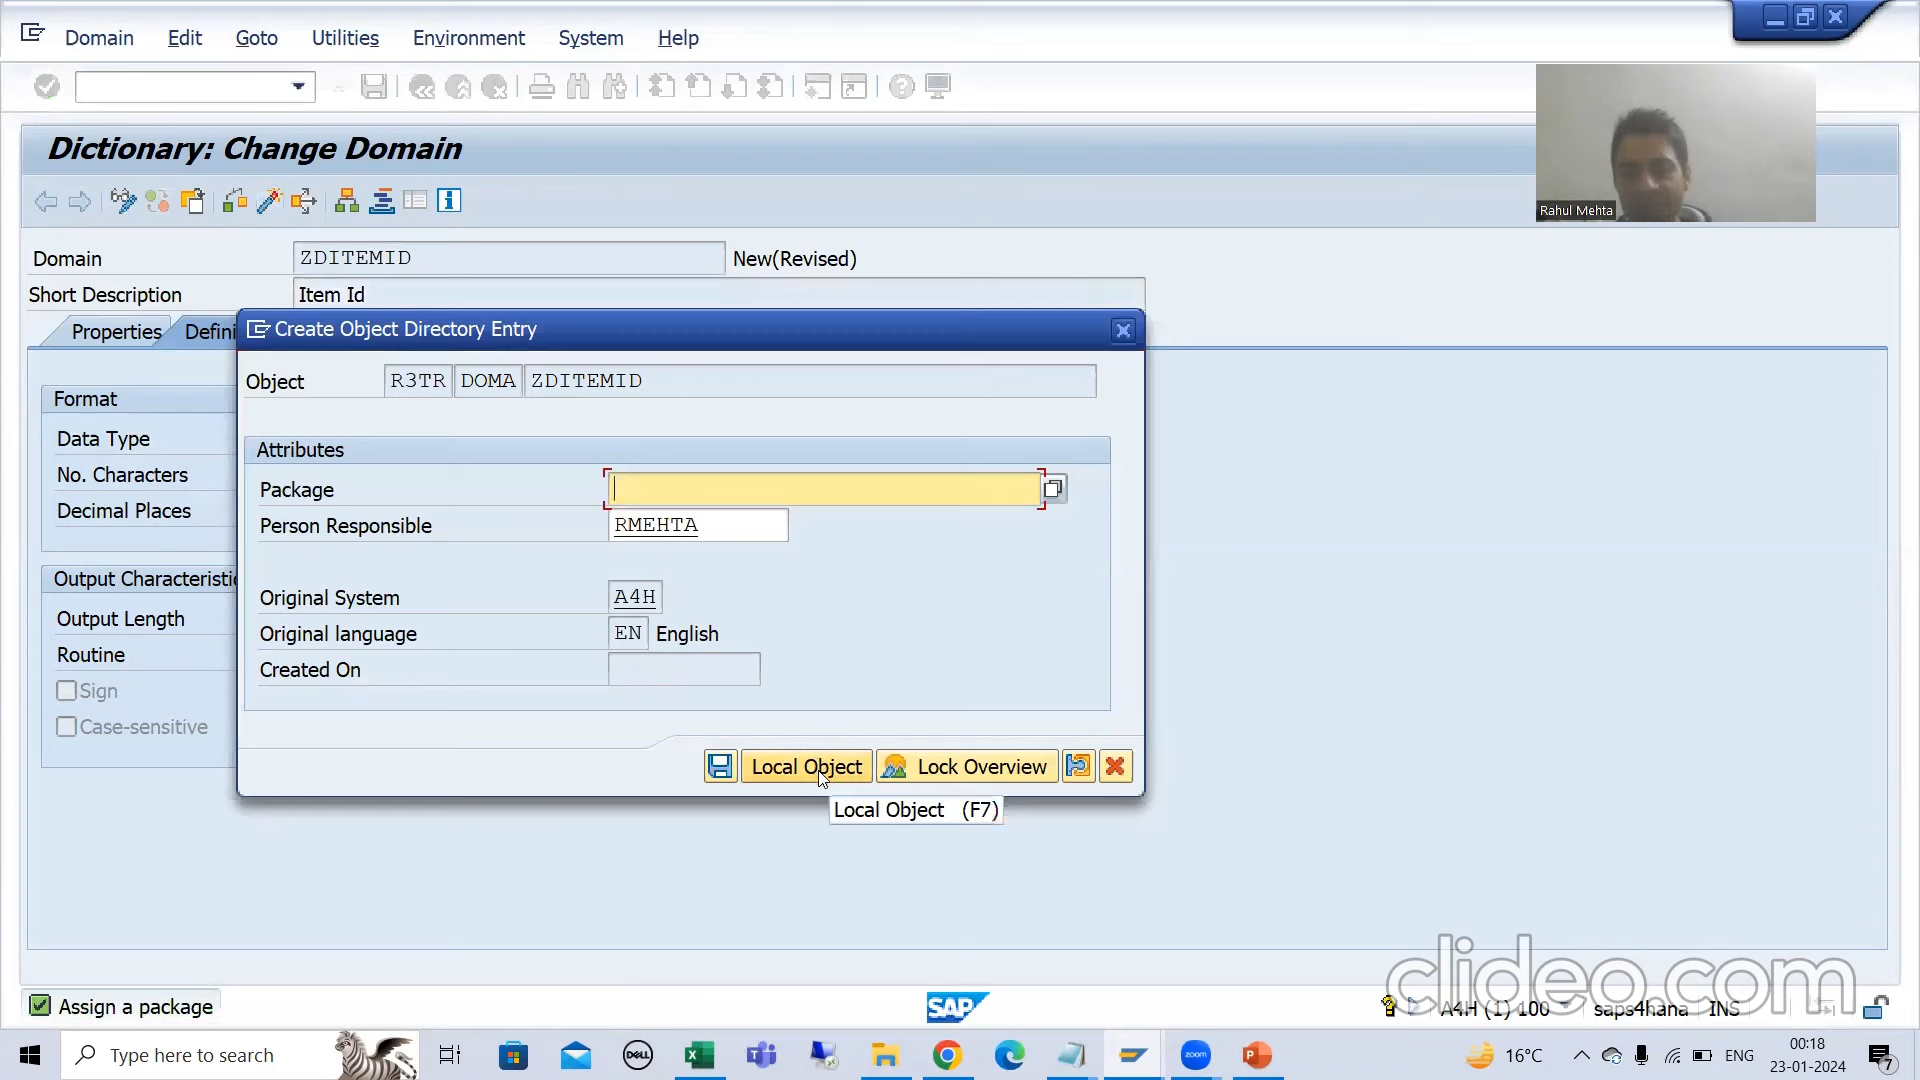 Domain Edit Goto Utilities Environment System Help
Dictionary: Change Domain
Rahul Mehta
Domain ZDITEMID New(Revised)
Short Description Item Id
Properties Defini
Create Object Directory Entry
Object R3TR DOMA ZDITEMID
Format
Attributes
Data Type
Package
No. Characters
Decimal Places
Person Responsible RMEHTA
Output Characteristic
Original System A4H
Output Length
Original language EN English
Routine
Created On
Sign
Case-sensitive
Local Object Lock Overview
Local Object (F7)
clideo.com
Assign a package SAP A4H (1) 100 saps4hana INS
Type here to search DELL zoom 16°C ENG 00:18
23-01-2024 7